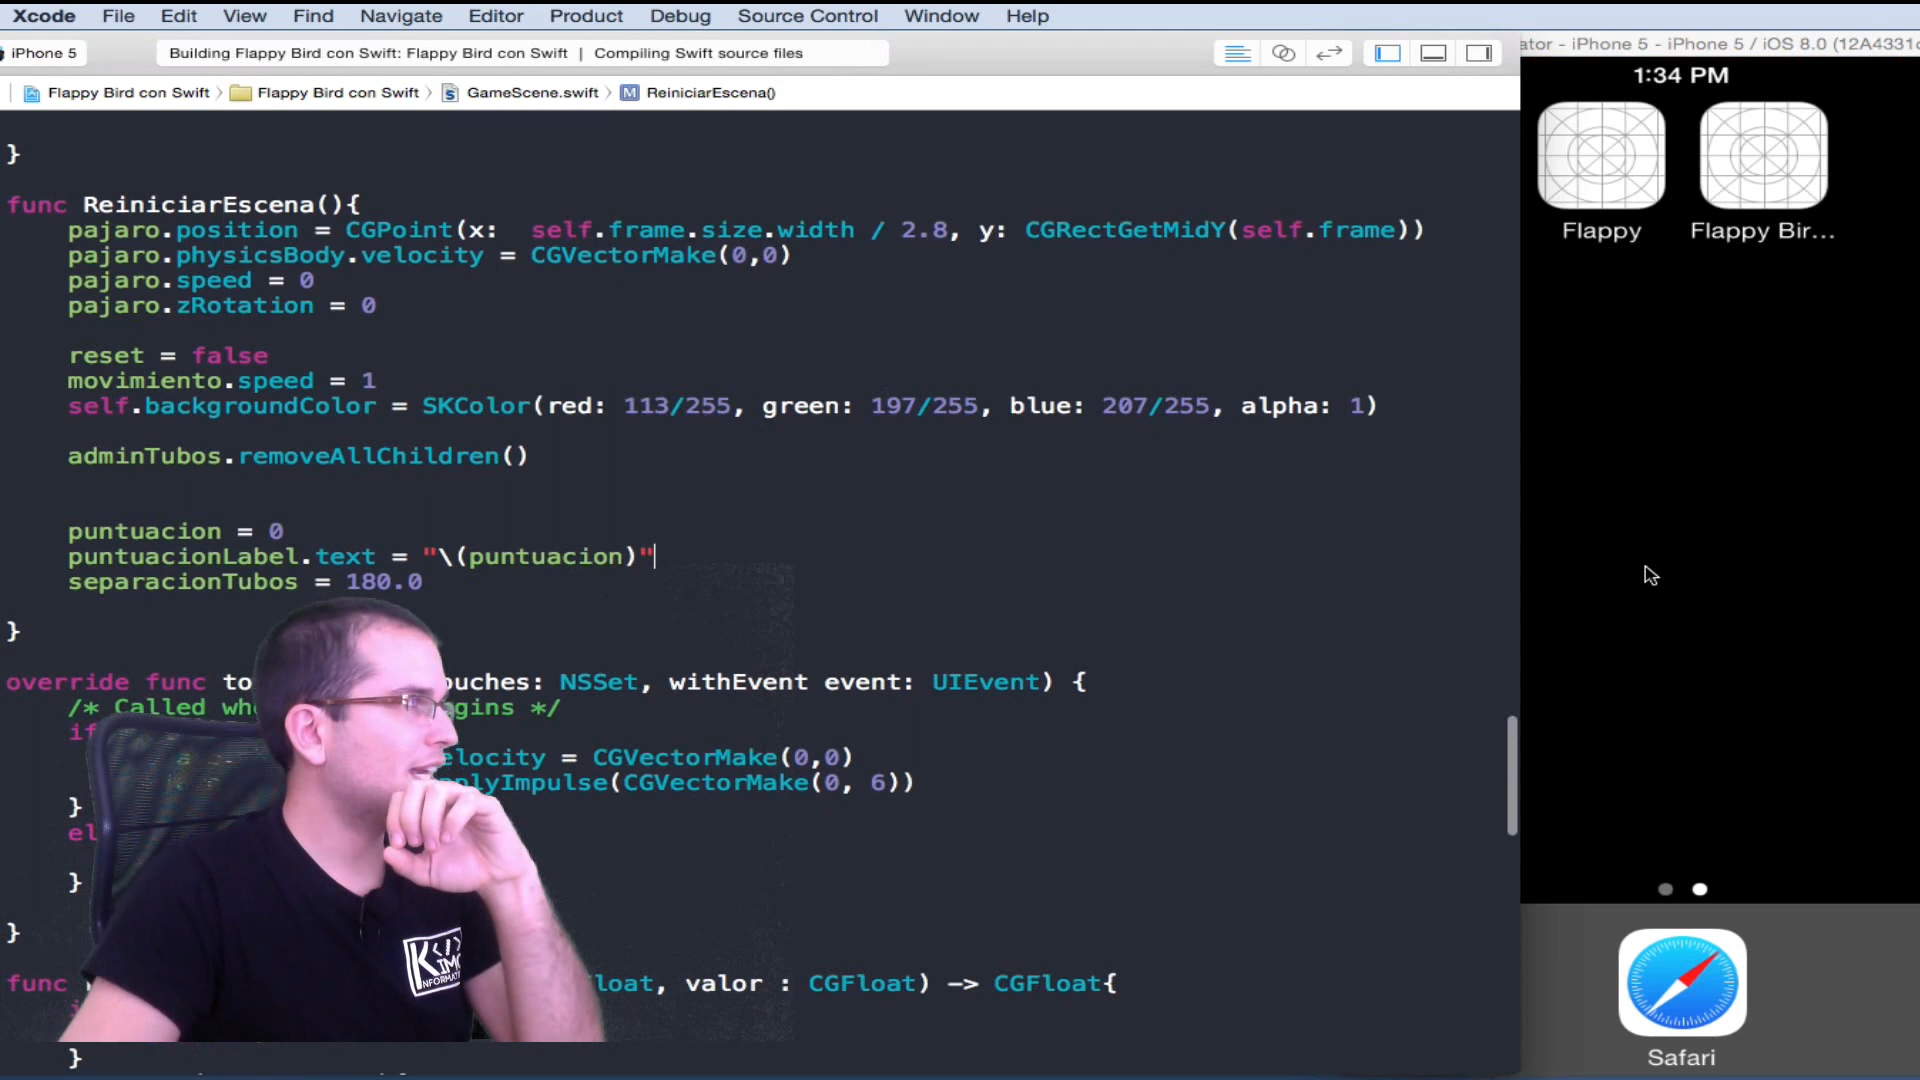 Xcode File Edit View Find Navigate Editor Product Debug Source Control Window Help
iPhone 5
Building Flappy Bird con Swift: Flappy Bird con Swift | Compiling Swift source files
ator - iPhone 5 - iPhone 5 / iOS 8.0 (12A4331c
Flappy Bird con Swift Flappy Bird con Swift GameScene.swift M ReiniciarEscena()
1:34 PM
Flappy
Flappy Bir...
Safari
}
func ReiniciarEscena(){
pajaro.position = CGPoint(x: self.frame.size.width / 2.8, y: CGRectGetMidY(self.frame))
pajaro.physicsBody.velocity = CGVectorMake(0,0)
pajaro.speed = 0
pajaro.zRotation = 0
reset = false
movimiento.speed = 1
self.backgroundColor = SKColor(red: 113/255, green: 197/255, blue: 207/255, alpha: 1)
adminTubos.removeAllChildren()
puntuacion = 0
puntuacionLabel.text = "\(puntuacion)"
separacionTubos = 180.0
}
override func to ouches: NSSet, withEvent event: UIEvent) {
/* Called whe gins */
if
elocity = CGVectorMake(0,0)
pplyImpulse(CGVectorMake(0, 6))
}
el
}
}
func loat, valor : CGFloat) -> CGFloat{
}